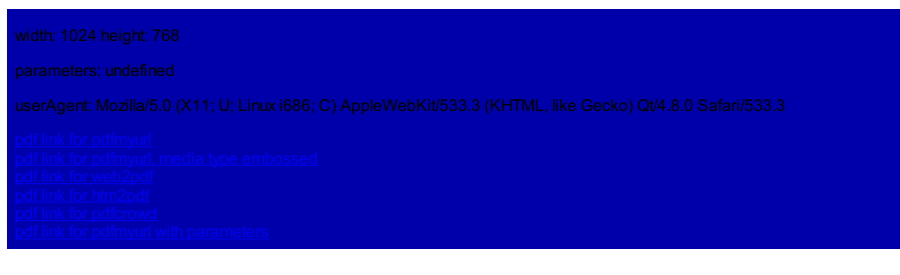 width: 1024 height: 768
parameters: undefined
userAgent: Mozilla/5.0 (X11; U; Linux i686; C) AppleWebKit/533.3 (KHTML, like Gecko) Qt/4.8.0 Safari/533.3
pdf link for pdfmyurl
pdf link for pdfmyurl, media type embossed
pdf link for web2pdf
pdf link for htm2pdf
pdf link for pdfcrowd
pdf link for pdfmyurl with parameters